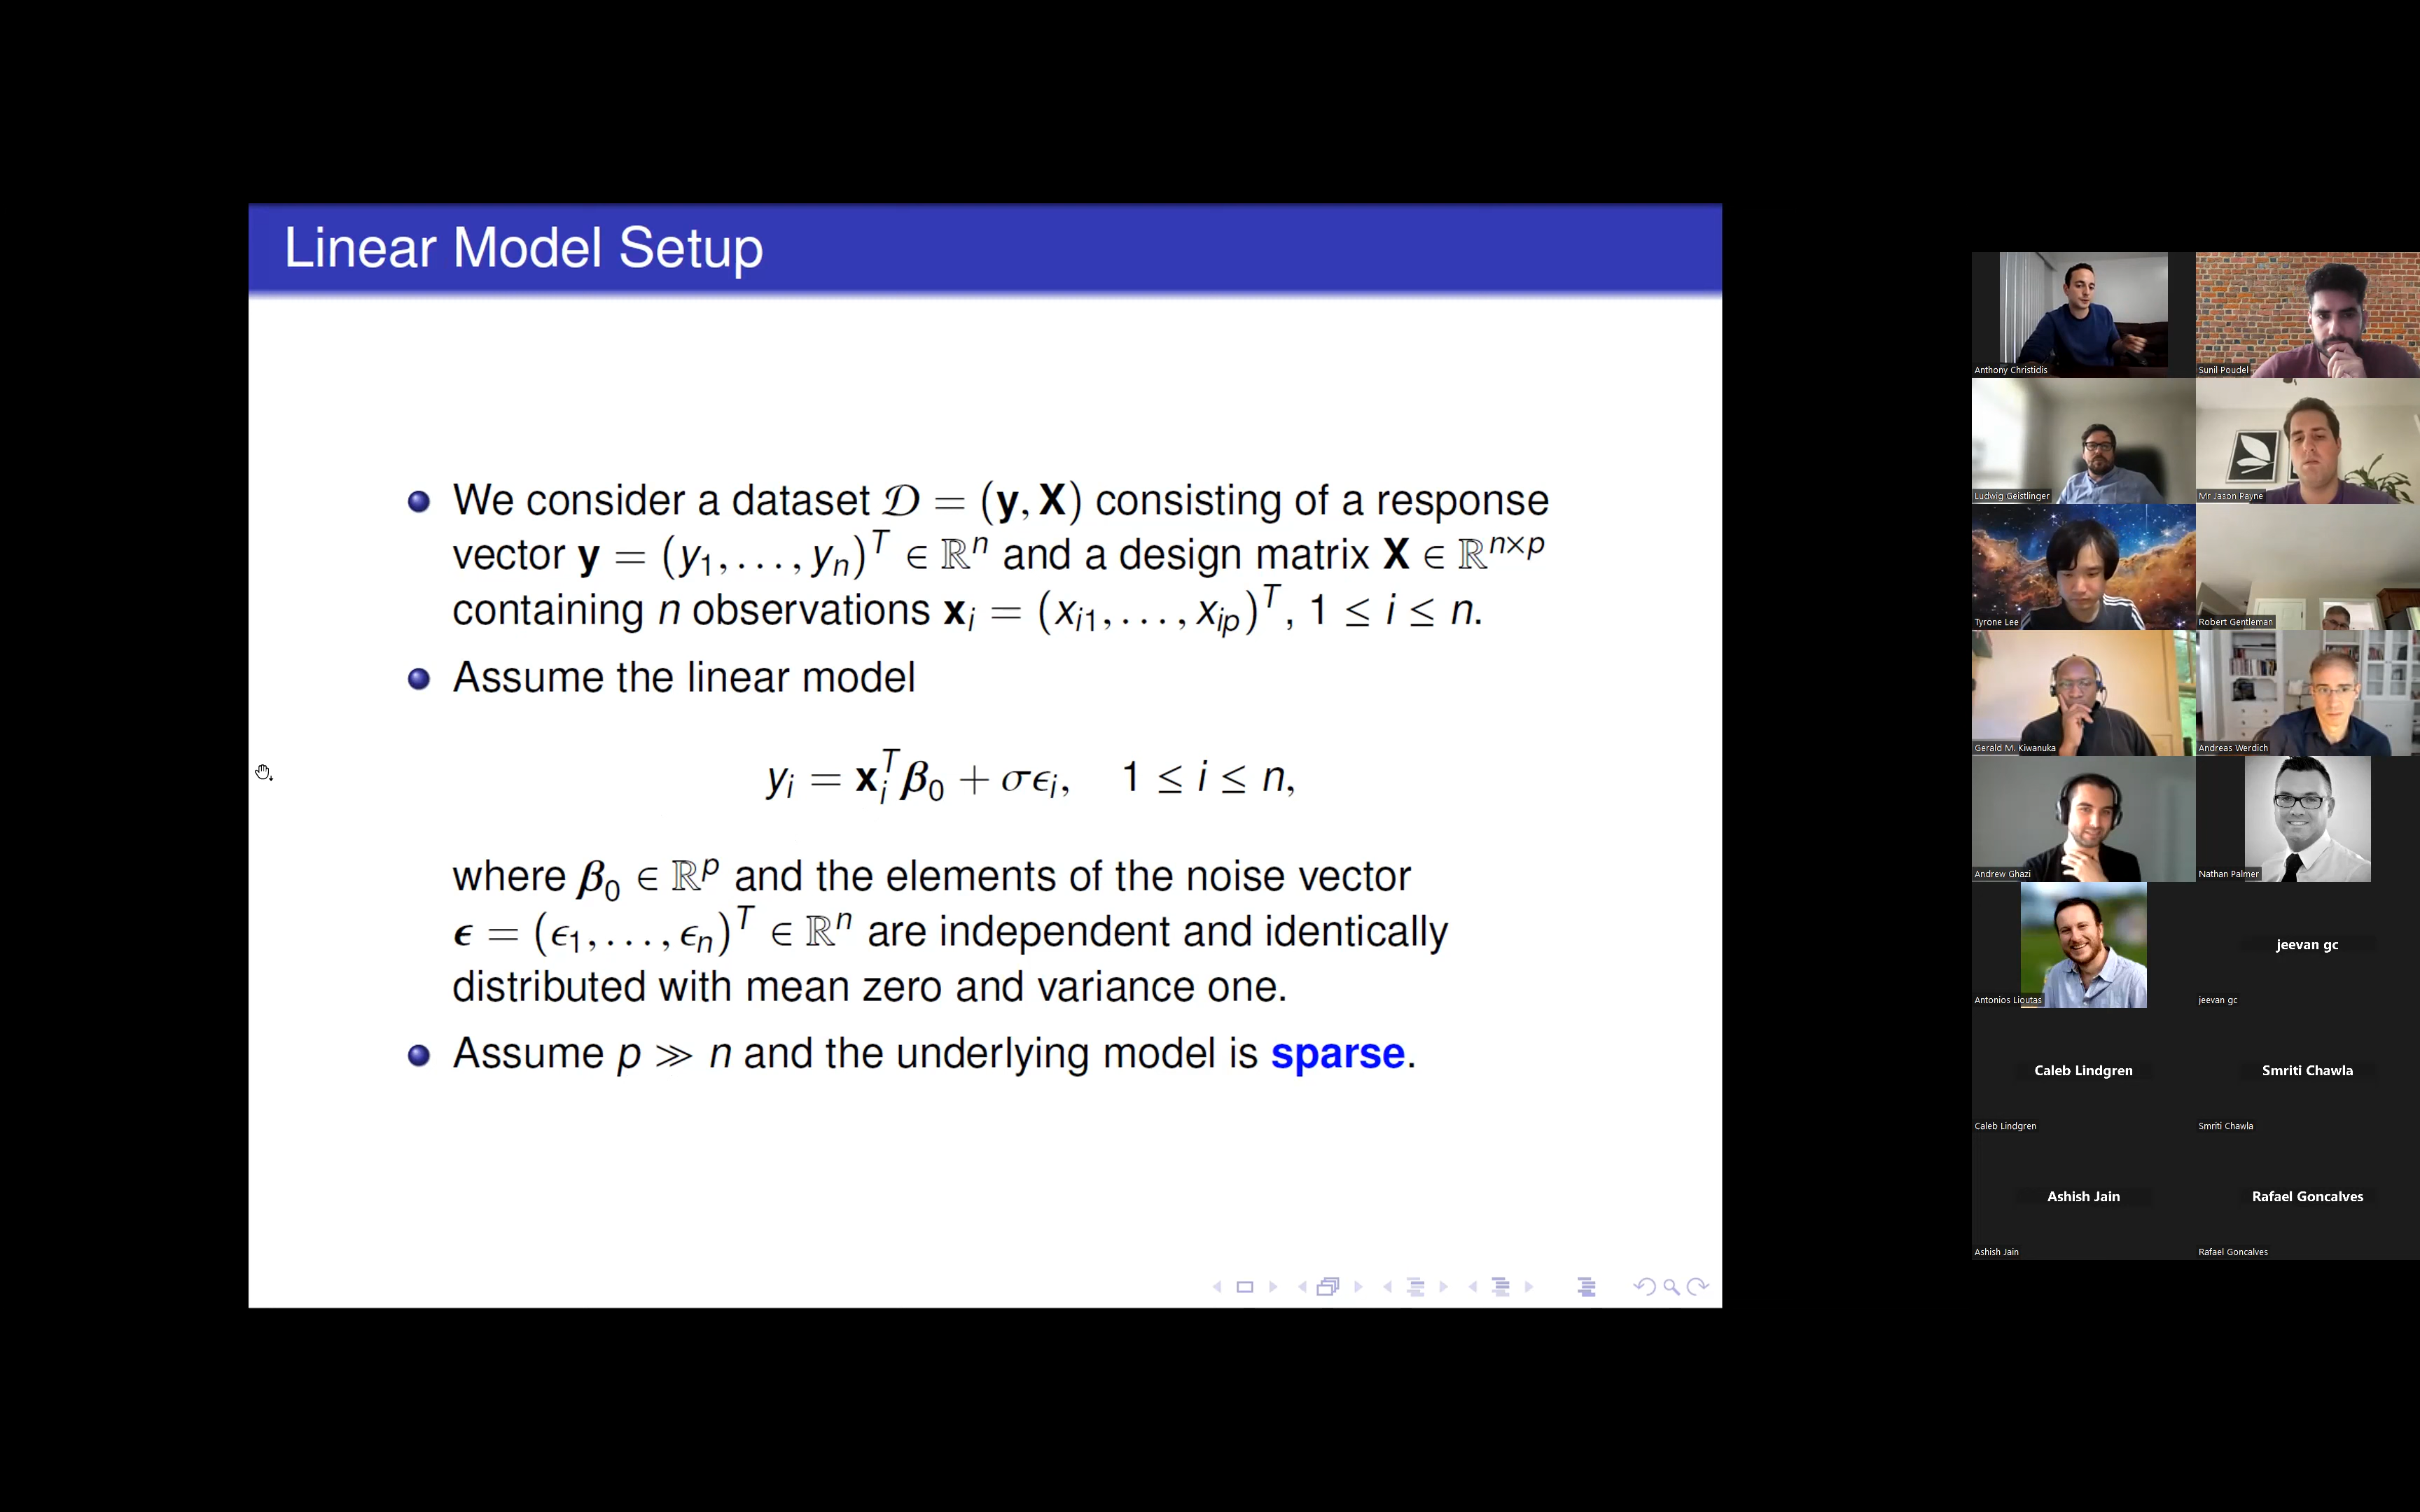 Linear Model Setup
We consider a dataset 𝒟 = (y, X) consisting of a response
vector y = (y₁, . . . , yₙ)ᵀ ∈ ℝⁿ and a design matrix X ∈ ℝⁿˣᵖ
containing n observations xᵢ = (xᵢ₁, . . . , xᵢₚ)ᵀ, 1 ≤ i ≤ n.
Assume the linear model
yᵢ = xᵢᵀβ₀ + σϵᵢ, 1 ≤ i ≤ n,
where β₀ ∈ ℝᵖ and the elements of the noise vector
ϵ = (ϵ₁, . . . , ϵₙ)ᵀ ∈ ℝⁿ are independent and identically
distributed with mean zero and variance one.
Assume p ≫ n and the underlying model is sparse.
Anthony Christidis
Sunil Poudel
Ludwig Geistlinger
Mr Jason Payne
Tyrone Lee
Robert Gentleman
Gerald M. Kiwanuka
Andreas Werdich
Andrew Ghazi
Nathan Palmer
Antonios Lioutas
jeevan gc
jeevan gc
Caleb Lindgren
Smriti Chawla
Caleb Lindgren
Smriti Chawla
Ashish Jain
Rafael Goncalves
Ashish Jain
Rafael Goncalves